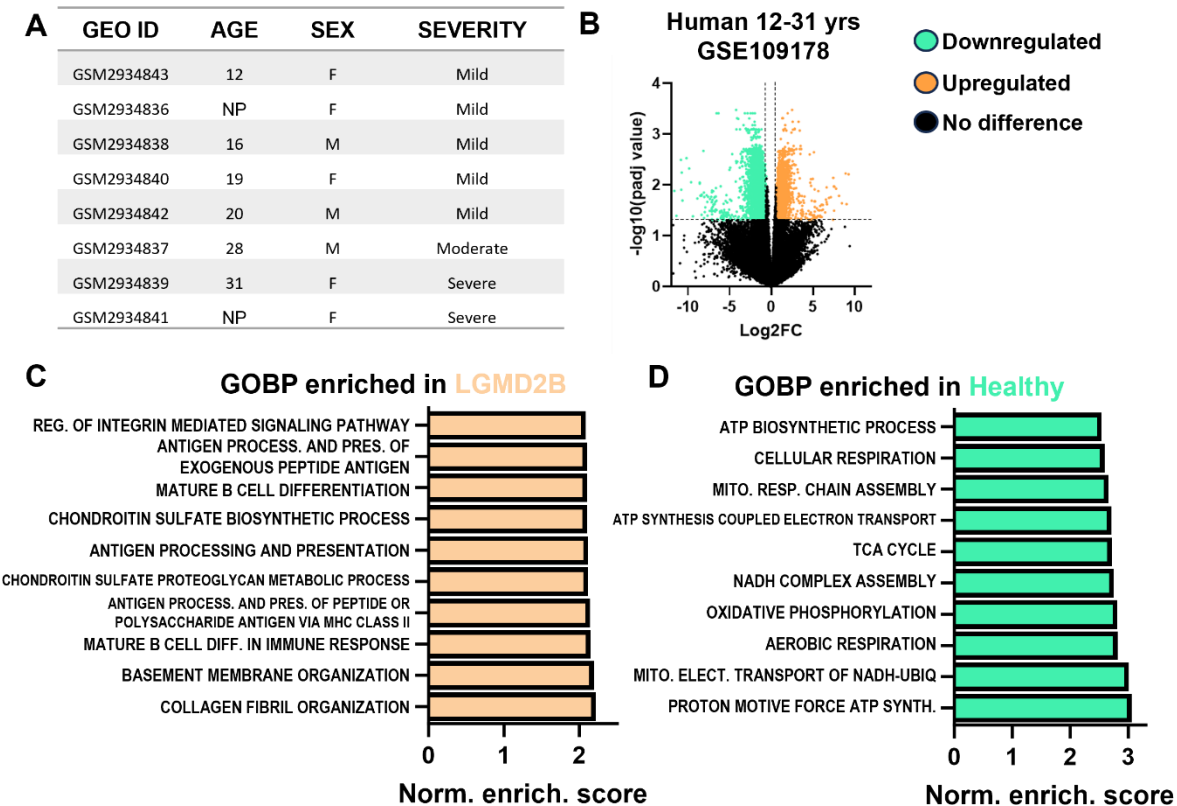 A
GEO ID AGE SEX SEVERITY
GSM2934843 12 F Mild
GSM2934836 NP F Mild
GSM2934838 16 M Mild
GSM2934840 19 F Mild
GSM2934842 20 M Mild
GSM2934837 28 M Moderate
GSM2934839 31 F Severe
GSM2934841 NP F Severe
B
Human 12-31 yrs
GSE109178
4
3
2
1
0
-log10(padj value)
-10 -5 0 5 10
Log2FC
Downregulated
Upregulated
No difference
C
GOBP enriched in LGMD2B
REG. OF INTEGRIN MEDIATED SIGNALING PATHWAY
ANTIGEN PROCESS. AND PRES. OF
EXOGENOUS PEPTIDE ANTIGEN
MATURE B CELL DIFFERENTIATION
CHONDROITIN SULFATE BIOSYNTHETIC PROCESS
ANTIGEN PROCESSING AND PRESENTATION
CHONDROITIN SULFATE PROTEOGLYCAN METABOLIC PROCESS
ANTIGEN PROCESS. AND PRES. OF PEPTIDE OR
POLYSACCHARIDE ANTIGEN VIA MHC CLASS II
MATURE B CELL DIFF. IN IMMUNE RESPONSE
BASEMENT MEMBRANE ORGANIZATION
COLLAGEN FIBRIL ORGANIZATION
0 1 2
Norm. enrich. score
D
GOBP enriched in Healthy
ATP BIOSYNTHETIC PROCESS
CELLULAR RESPIRATION
MITO. RESP. CHAIN ASSEMBLY
ATP SYNTHESIS COUPLED ELECTRON TRANSPORT
TCA CYCLE
NADH COMPLEX ASSEMBLY
OXIDATIVE PHOSPHORYLATION
AEROBIC RESPIRATION
MITO. ELECT. TRANSPORT OF NADH-UBIQ
PROTON MOTIVE FORCE ATP SYNTH.
0 1 2 3
Norm. enrich. score